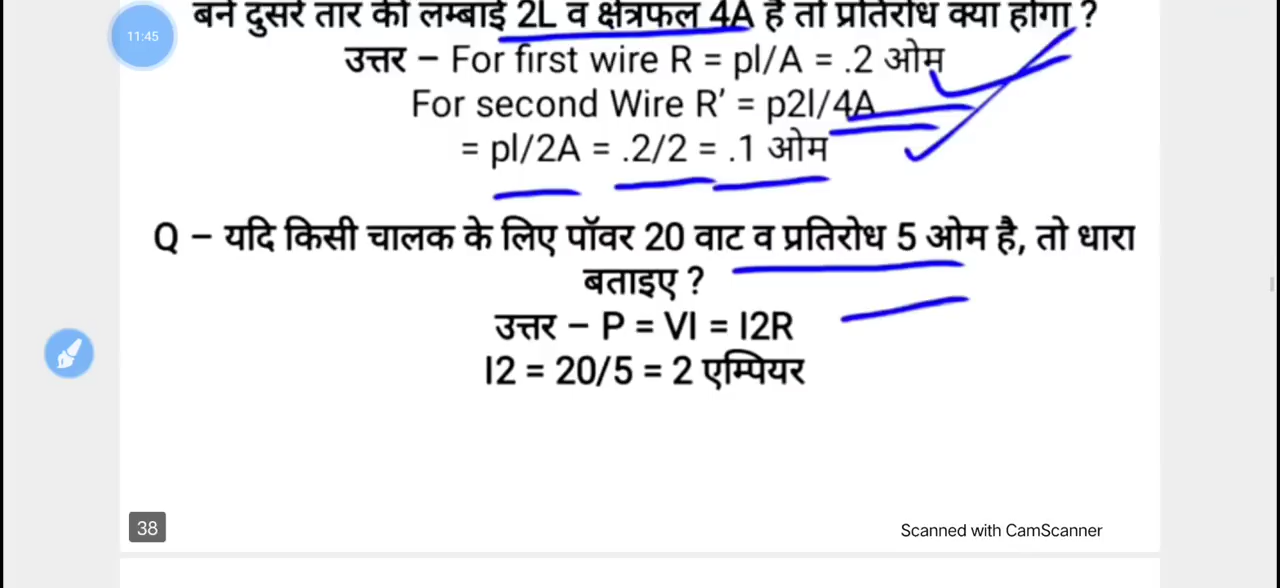 बने दुसरे तार की लम्बाई 2L व क्षेत्रफल 4A है तो प्रतिरोध क्या होगा ?
11:45
उत्तर – For first wire R = pl/A = .2 ओम
For second Wire R’ = p2l/4A
= pl/2A = .2/2 = .1 ओम
Q – यदि किसी चालक के लिए पॉवर 20 वाट व प्रतिरोध 5 ओम है, तो धारा
बताइए ?
उत्तर – P = VI = I2R
I2 = 20/5 = 2 एम्पियर
38
Scanned with CamScanner